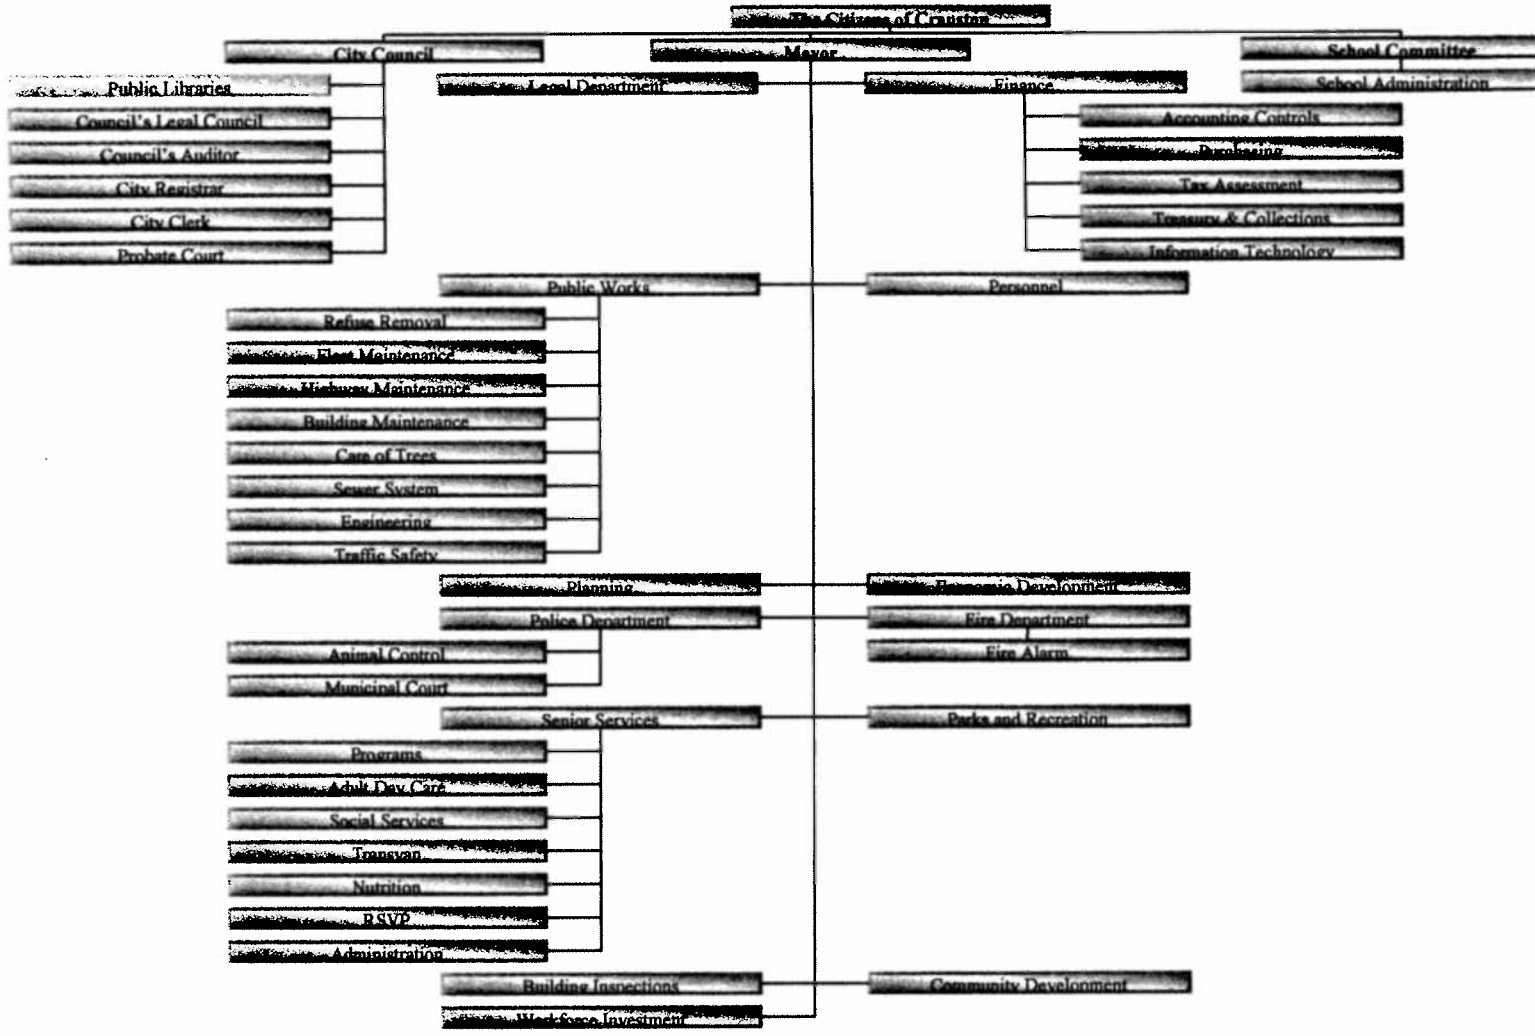 The Citizens of Cranston
City Council
Mayor
School Committee
Public Libraries
Legal Department
Finance
School Administration
Council's Legal Council
Accounting Controls
Council's Auditor
Purchasing
City Registrar
Tax Assessment
City Clerk
Treasury & Collections
Probate Court
Information Technology
Public Works
Personnel
Refuse Removal
Fleet Maintenance
Highway Maintenance
Building Maintenance
Care of Trees
Sewer System
Engineering
Traffic Safety
Planning
Economic Development
Police Department
Fire Department
Animal Control
Fire Alarm
Municipal Court
Senior Services
Parks and Recreation
Programs
Adult Day Care
Social Services
Transvan
Nutrition
RSVP
Administration
Building Inspections
Community Development
Workforce Investment